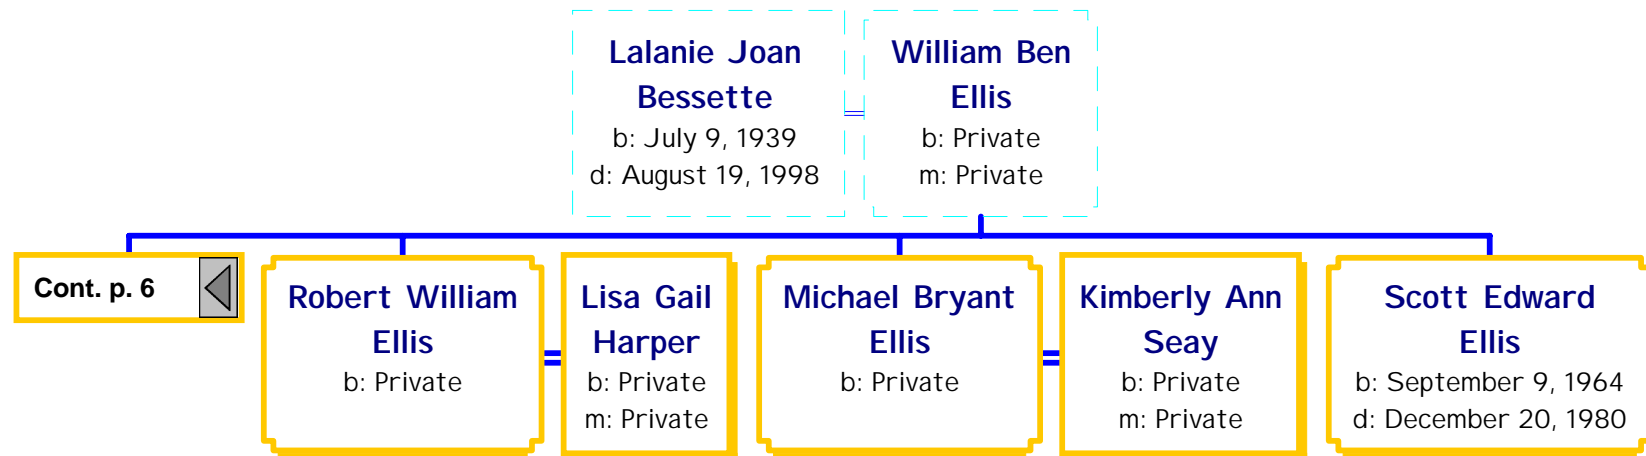 Lalanie Joan
Bessette
b: July 9, 1939
d: August 19, 1998
William Ben
Ellis
b: Private
m: Private
Cont. p. 6
Robert William
Ellis
b: Private
Lisa Gail
Harper
b: Private
m: Private
Michael Bryant
Ellis
b: Private
Kimberly Ann
Seay
b: Private
m: Private
Scott Edward
Ellis
b: September 9, 1964
d: December 20, 1980